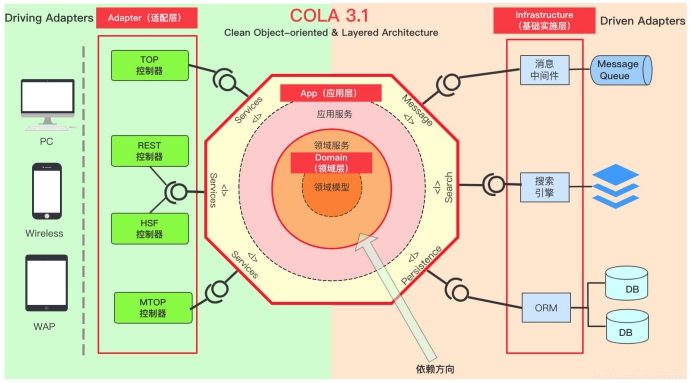 COLA 3.1
Clean Object-oriented & Layered Architecture
Driving Adapters
Adapter（适配层）
Infrastructure
（基础实施层）
Driven Adapters
PC
Wireless
WAP
TOP
控制器
REST
控制器
HSF
控制器
MTOP
控制器
Services
</>
Services
</>
Services
</>
App（应用层）
应用服务
领域服务
Domain
（领域层）
领域模型
Message
</>
Search
</>
Persistence
</>
依赖方向
消息
中间件
Message
Queue
搜索
引擎
ORM
DB
DB